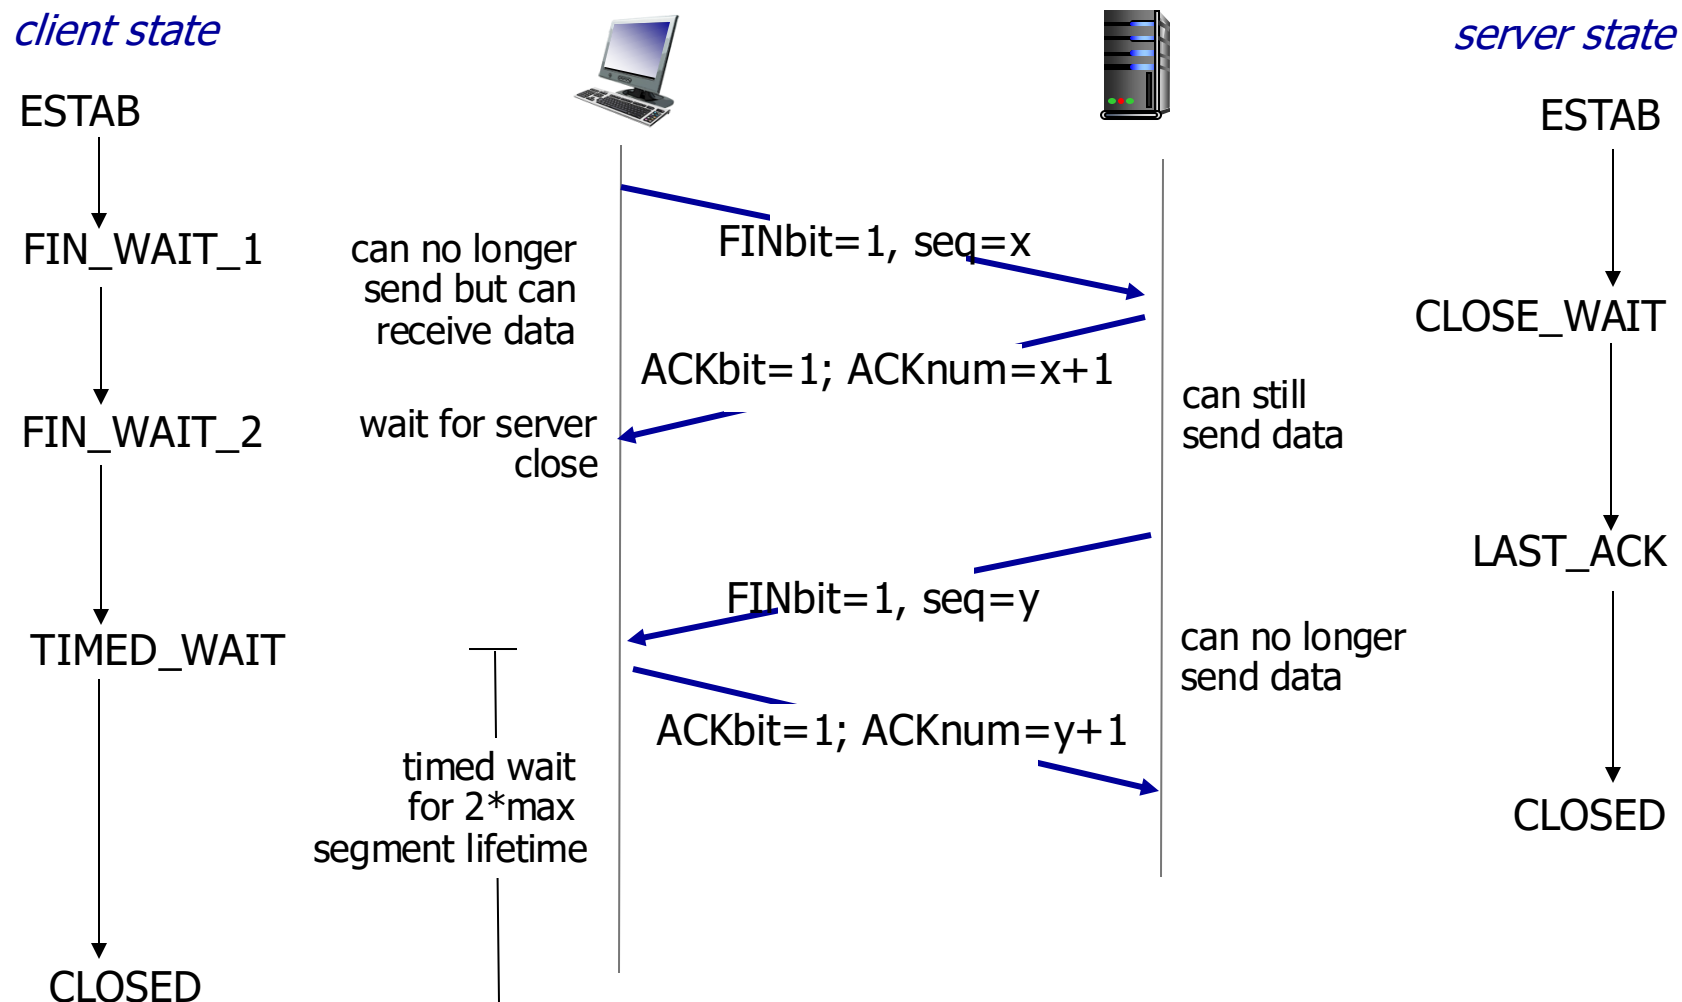 client state
server state
ESTAB
ESTAB
FIN_WAIT_1
can no longer
send but can
receive data
FINbit=1, seq=x
CLOSE_WAIT
ACKbit=1; ACKnum=x+1
can still
send data
FIN_WAIT_2
wait for server
close
LAST_ACK
FINbit=1, seq=y
TIMED_WAIT
can no longer
send data
ACKbit=1; ACKnum=y+1
timed wait
for 2*max
segment lifetime
CLOSED
CLOSED